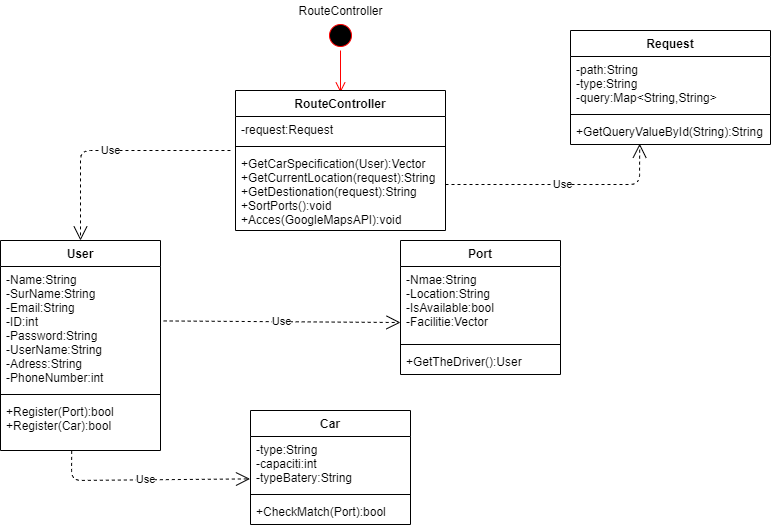 RouteController
RouteController
-request:Request
+GetCarSpecification(User):Vector
+GetCurrentLocation(request):String
+GetDestionation(request):String
+SortPorts():void
+Acces(GoogleMapsAPI):void
Request
-path:String
-type:String
-query:Map<String,String>
+GetQueryValueById(String):String
Use
Use
User
-Name:String
-SurName:String
-Email:String
-ID:int
-Password:String
-UserName:String
-Adress:String
-PhoneNumber:int
+Register(Port):bool
+Register(Car):bool
Use
Port
-Nmae:String
-Location:String
-IsAvailable:bool
-Facilitie:Vector
+GetTheDriver():User
Use
Car
-type:String
-capaciti:int
-typeBatery:String
+CheckMatch(Port):bool